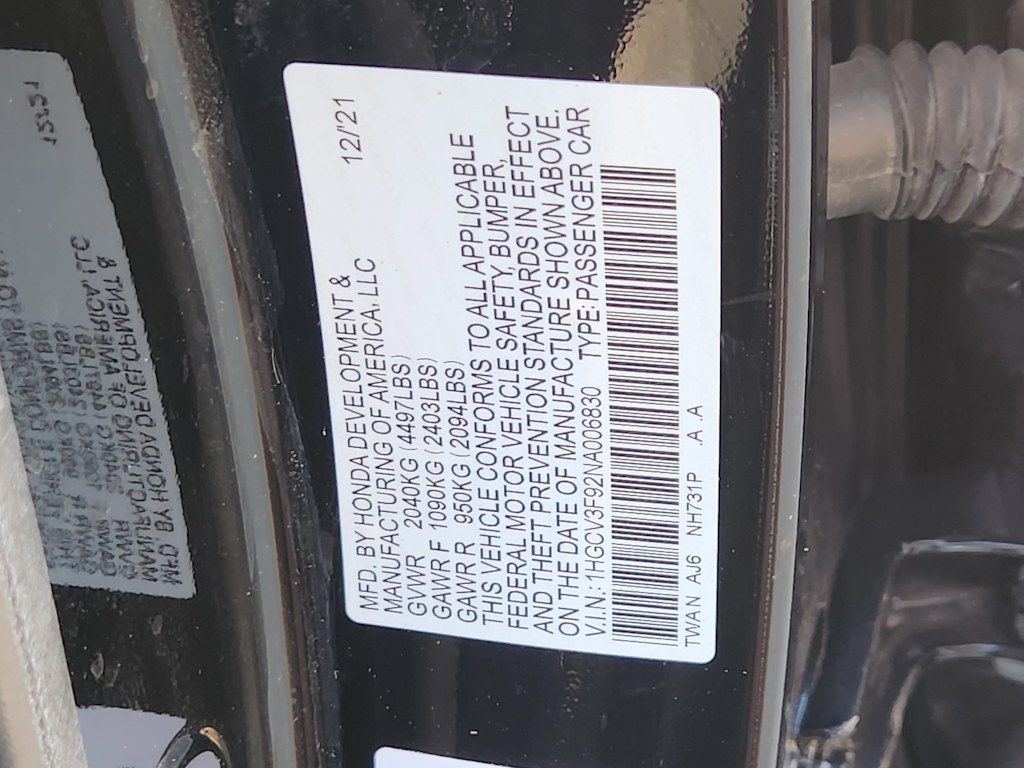 MFD. BY HONDA DEVELOPMENT &
MANUFACTURING OF AMERICA, LLC 12/'21
GVWR 2040KG (4497LBS)
GAWR F 1090KG (2403LBS)
GAWR R 950KG (2094LBS)
THIS VEHICLE CONFORMS TO ALL APPLICABLE
FEDERAL MOTOR VEHICLE SAFETY, BUMPER,
AND THEFT PREVENTION STANDARDS IN EFFECT
ON THE DATE OF MANUFACTURE SHOWN ABOVE.
V.I.N.: 1HGCV3F92NA006830 TYPE: PASSENGER CAR
TWAN AJ6 NH731P A A